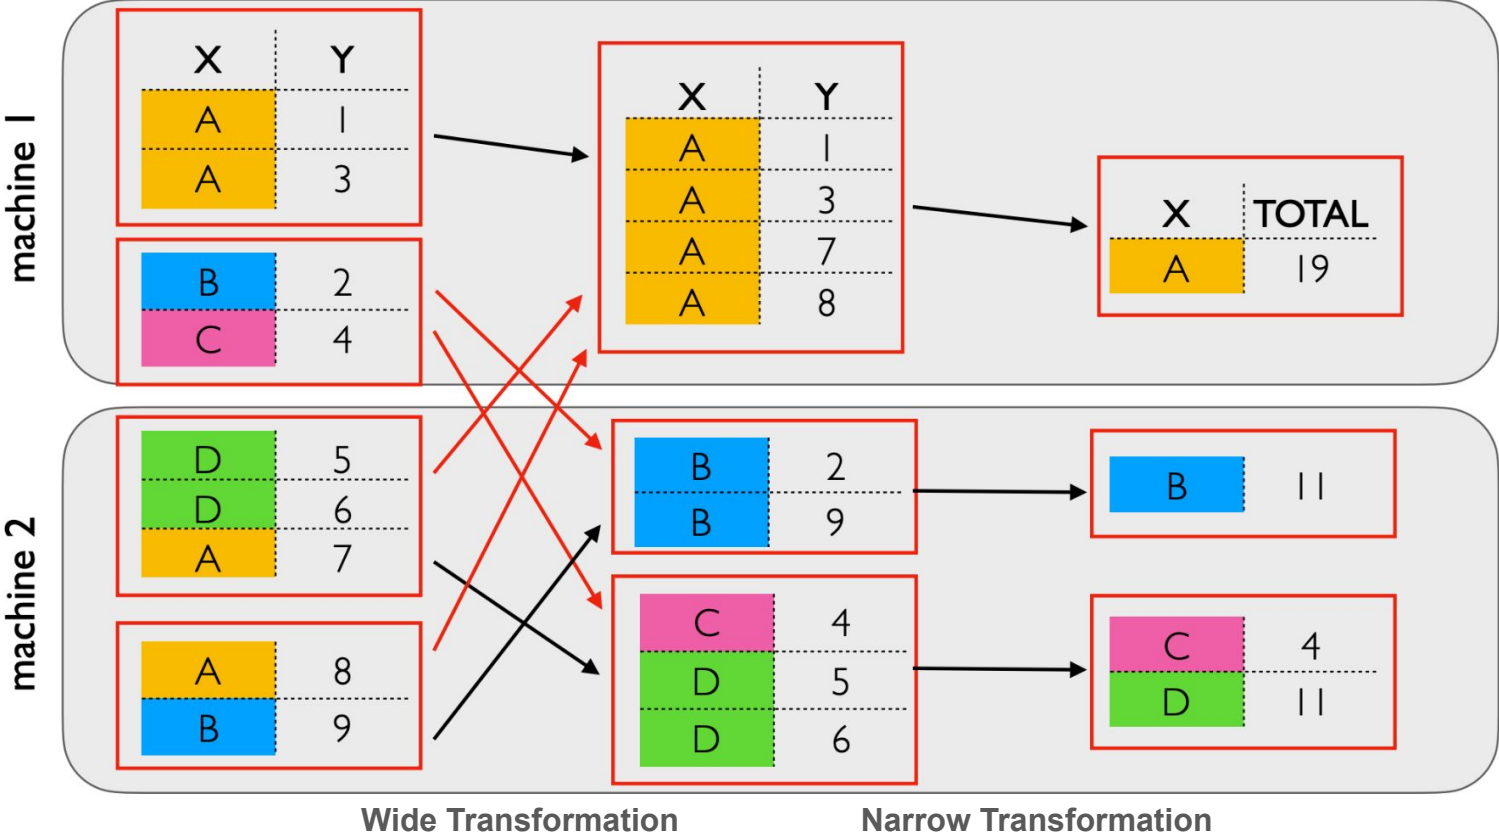 machine 1
X Y
A 1
A 3
B 2
C 4
X Y
A 1
A 3
A 7
A 8
X TOTAL
A 19
machine 2
D 5
D 6
A 7
A 8
B 9
B 2
B 9
C 4
D 5
D 6
B 11
C 4
D 11
Wide Transformation
Narrow Transformation